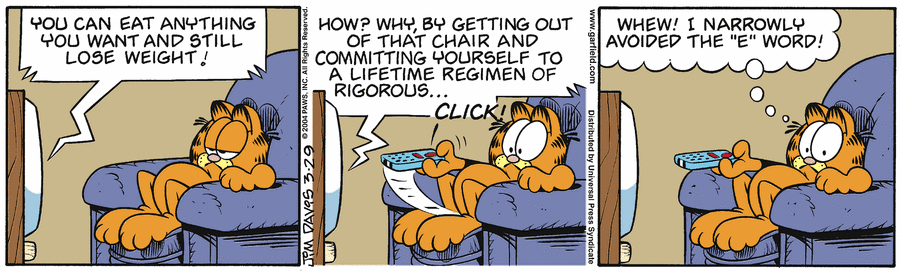 YOU CAN EAT ANYTHING
YOU WANT AND STILL
LOSE WEIGHT!
© 2004 PAWS, INC. All Rights Reserved.
JIM DAVIS 3·29
HOW? WHY, BY GETTING OUT
OF THAT CHAIR AND
COMMITTING YOURSELF TO
A LIFETIME REGIMEN OF
RIGOROUS...
CLICK!
www.garfield.com
Distributed by Universal Press Syndicate
WHEW! I NARROWLY
AVOIDED THE "E" WORD!